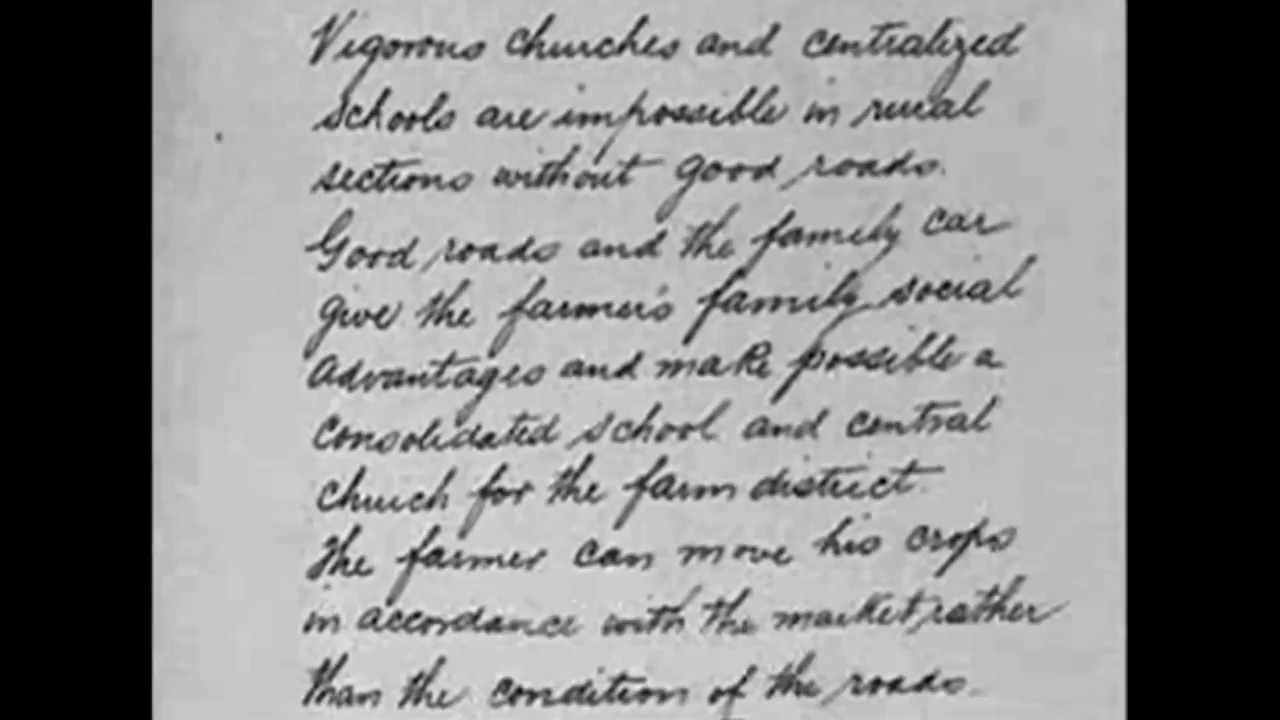 Vigorous churches and centralized
schools are impossible in rural
sections without good roads.
Good roads and the family car
give the farmer's family social
advantages and make possible a
consolidated school and central
church for the farm district.
The farmer can move his crops
in accordance with the market, rather
than the condition of the roads.